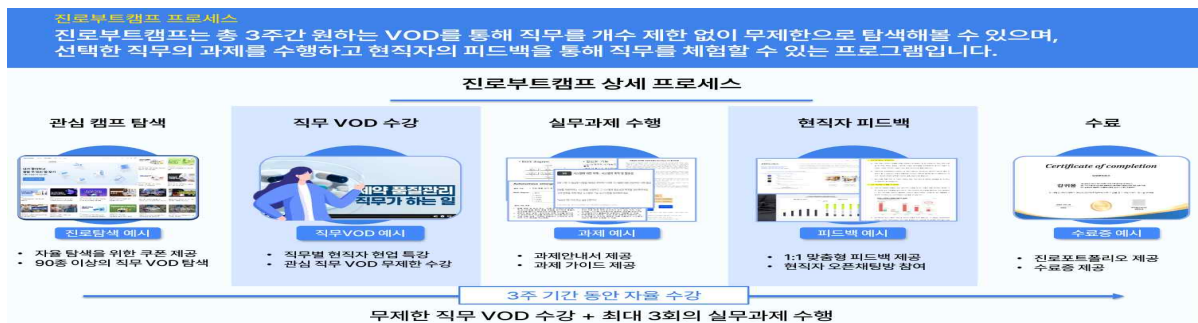 진로부트캠프 프로세스
진로부트캠프는 총 3주간 원하는 VOD를 통해 직무를 개수 제한 없이 무제한으로 탐색해볼 수 있으며,
선택한 직무의 과제를 수행하고 현직자의 피드백을 통해 직무를 체험할 수 있는 프로그램입니다.
진로부트캠프 상세 프로세스
관심 캠프 탐색
직무 VOD 수강
실무과제 수행
현직자 피드백
수료
제약 품질관리
직무가 하는 일
Certificate of completion
강위풍
진로탐색 예시
직무VOD 예시
과제 예시
피드백 예시
수료증 예시
• 자율 탐색을 위한 쿠폰 제공
• 90종 이상의 직무 VOD 탐색
• 직무별 현직자 현업 특강
• 관심 직무 VOD 무제한 수강
• 과제안내서 제공
• 과제 가이드 제공
• 1:1 맞춤형 피드백 제공
• 현직자 오픈채팅방 참여
• 진로포트폴리오 제공
• 수료증 제공
3주 기간 동안 자율 수강
무제한 직무 VOD 수강 + 최대 3회의 실무과제 수행